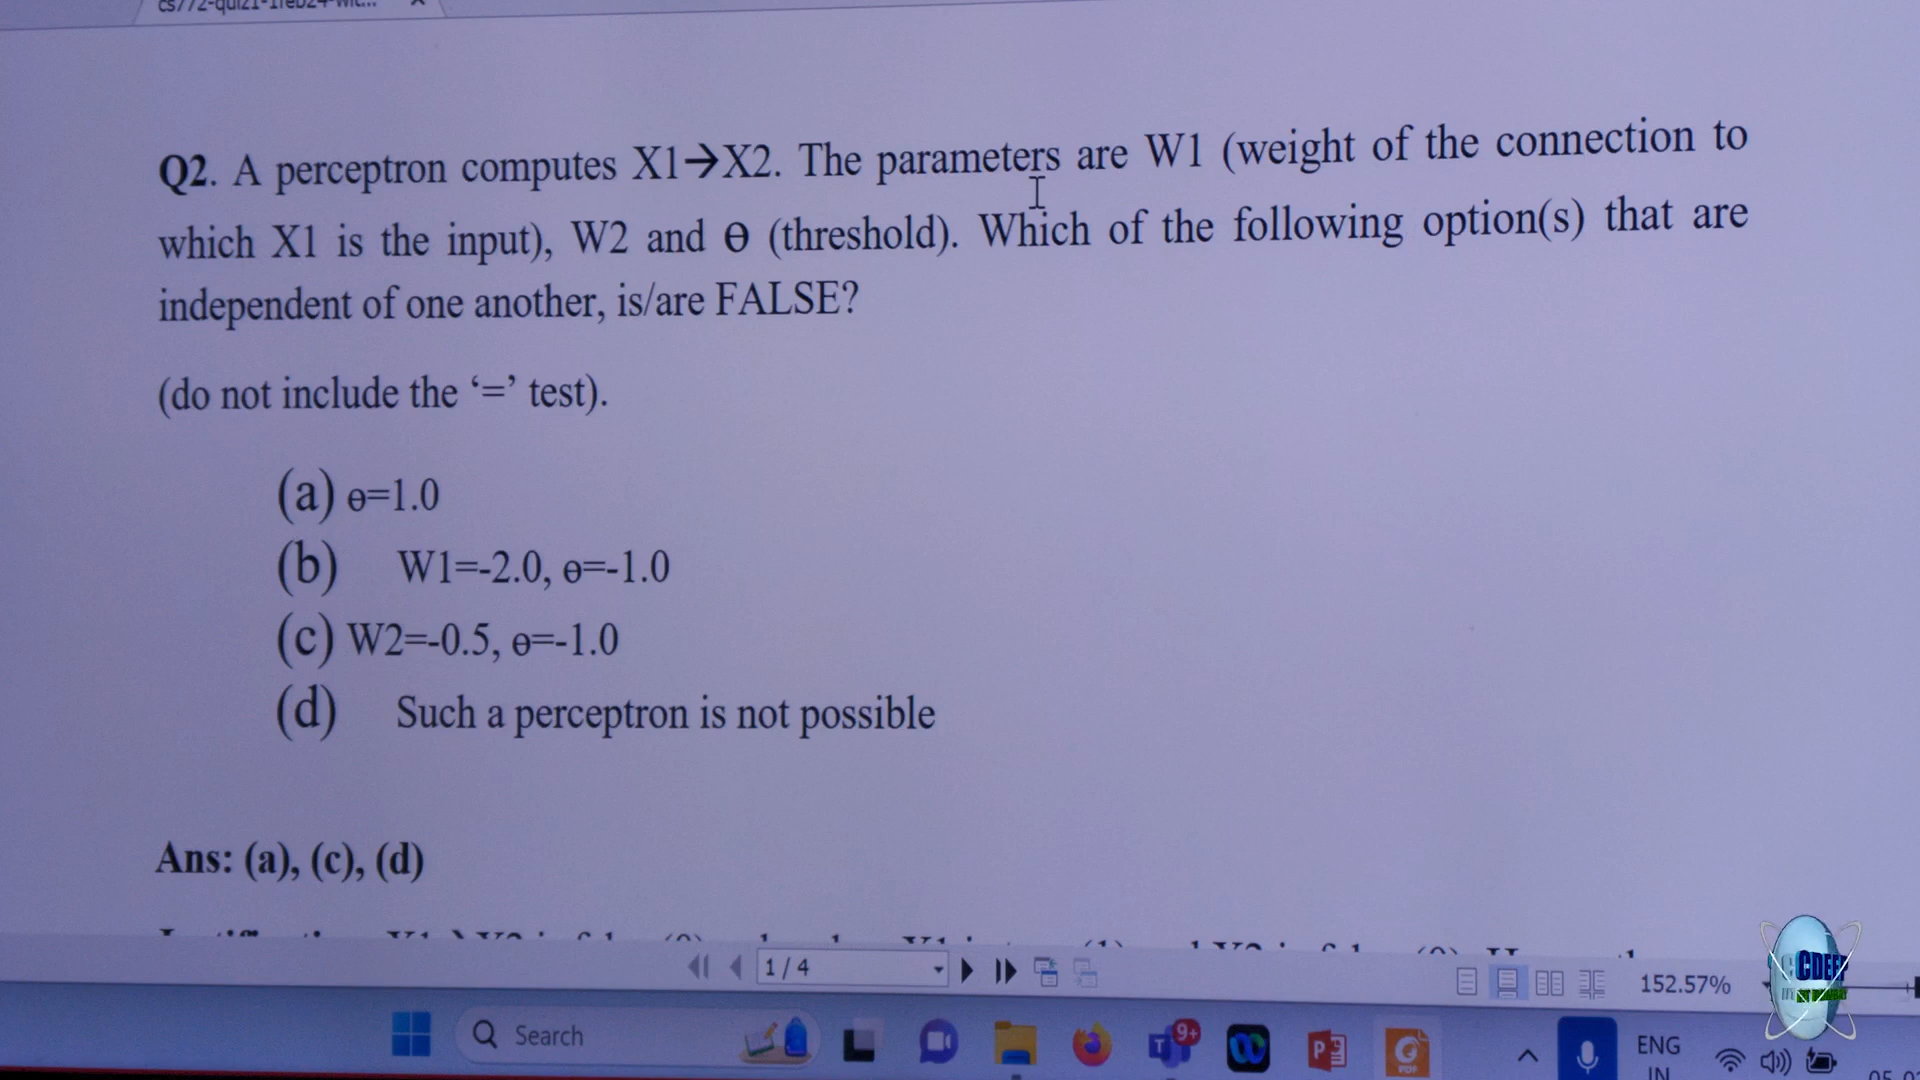 Q2. A perceptron computes X1→X2. The parameters are W1 (weight of the connection to
which X1 is the input), W2 and ϴ (threshold). Which of the following option(s) that are
independent of one another, is/are FALSE?
(do not include the ‘=’ test).
(a) ө=1.0
(b) W1=-2.0, ө=-1.0
(c) W2=-0.5, ө=-1.0
(d) Such a perceptron is not possible
Ans: (a), (c), (d)
1 / 4
152.57%
CDEEP
Search
9+
ENG
IN